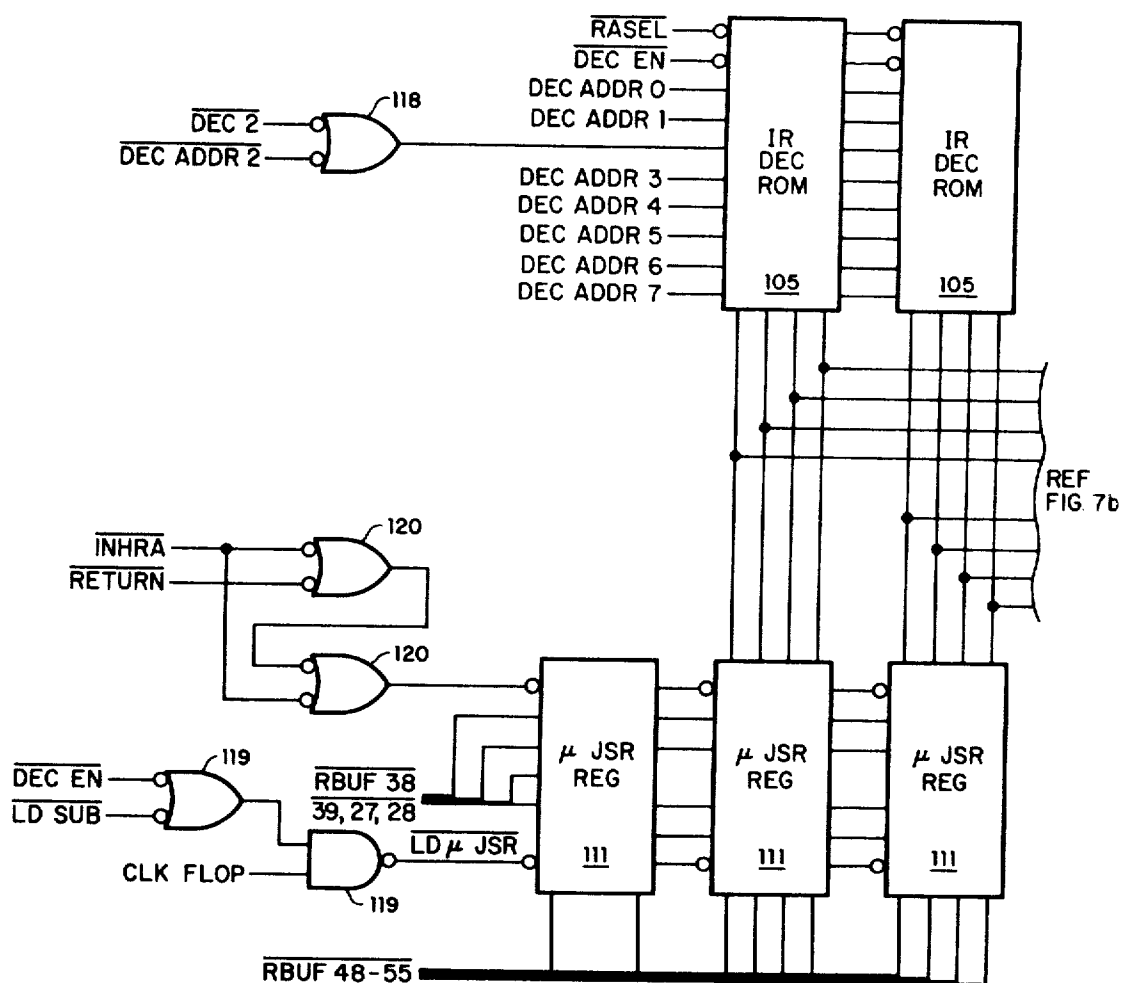 RASEL
DEC EN
DEC ADDR 0
DEC ADDR 1
118
DEC 2
DEC ADDR 2
DEC ADDR 3
DEC ADDR 4
DEC ADDR 5
DEC ADDR 6
DEC ADDR 7
IR
DEC
ROM
105
IR
DEC
ROM
105
REF
FIG. 7b
INHRA
RETURN
120
120
DEC EN
LD SUB
119
CLK FLOP
119
RBUF 38
39, 27, 28
LD μ JSR
μ JSR
REG
111
μ JSR
REG
111
μ JSR
REG
111
RBUF 48-55